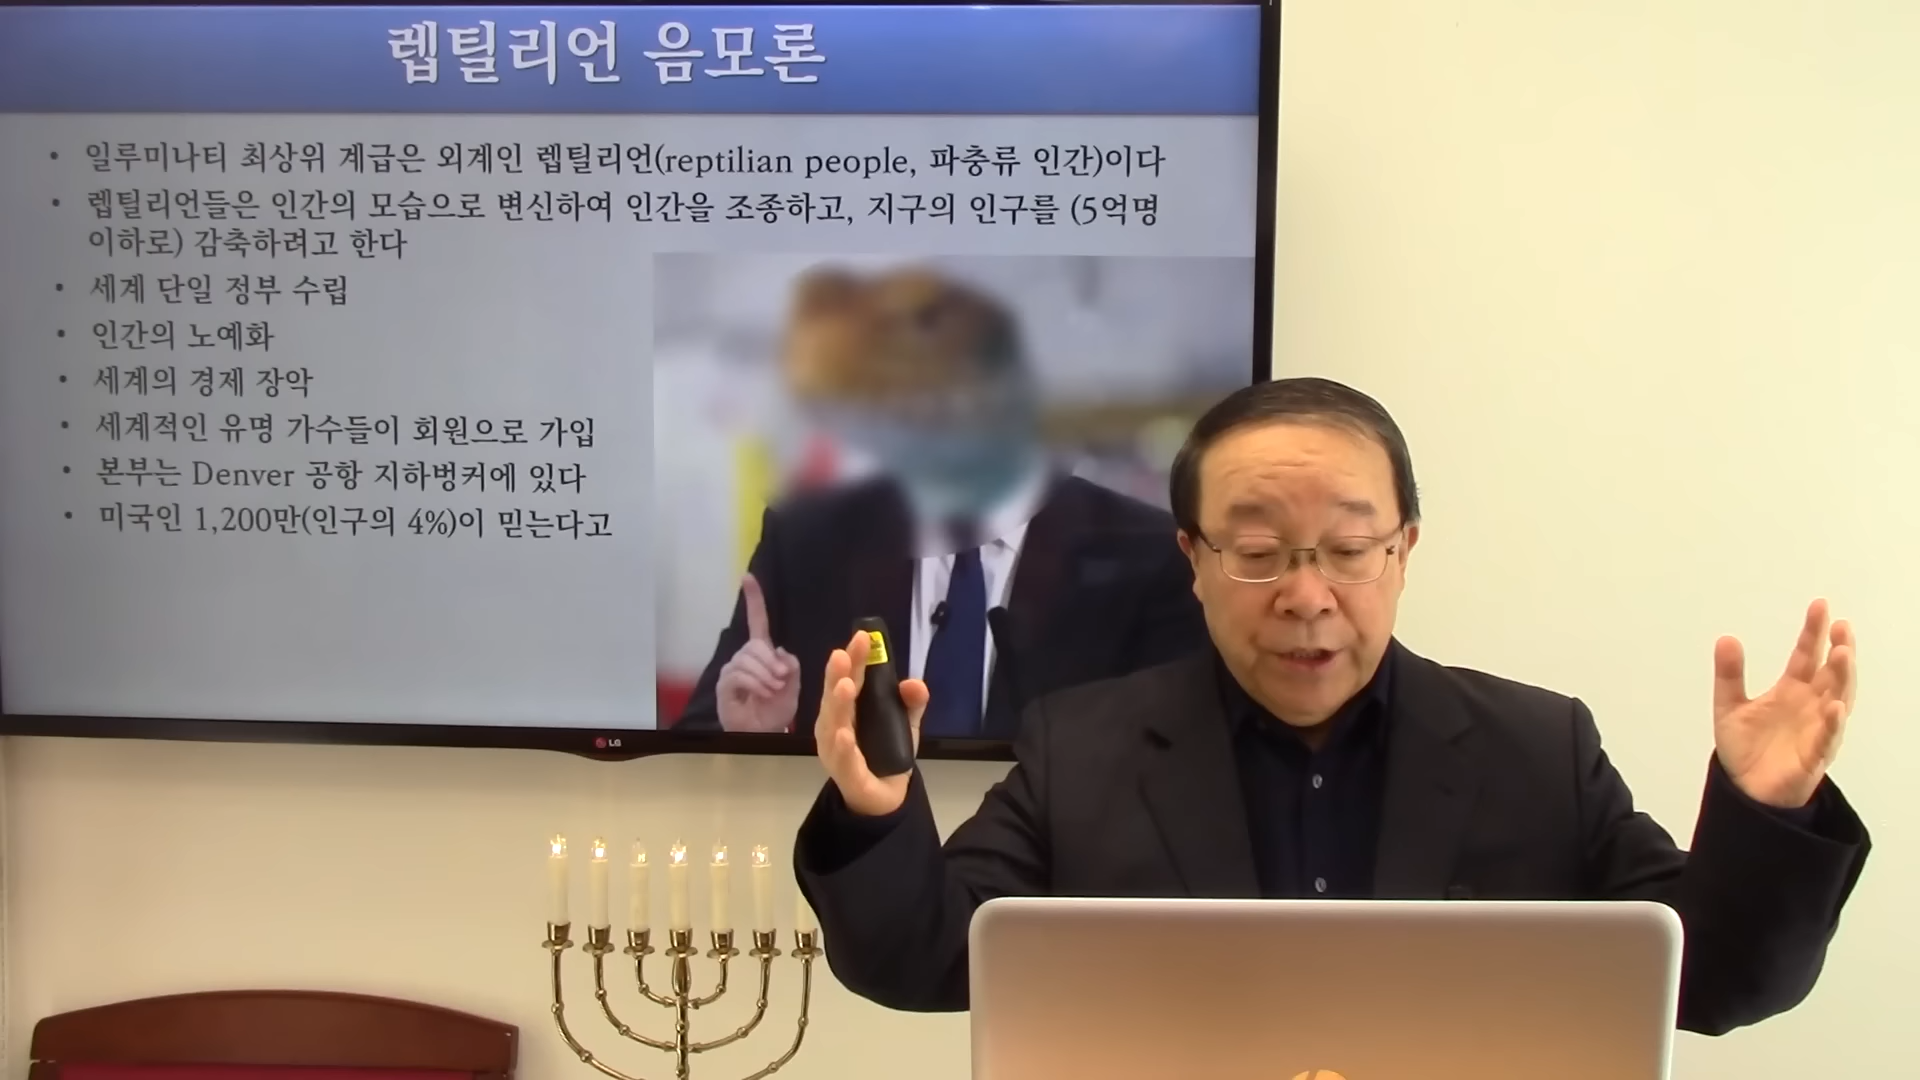 렙틸리언 음모론
• 일루미나티 최상위 계급은 외계인 렙틸리언(reptilian people, 파충류 인간)이다
• 렙틸리언들은 인간의 모습으로 변신하여 인간을 조종하고, 지구의 인구를 (5억명
이하로) 감축하려고 한다
• 세계 단일 정부 수립
• 인간의 노예화
• 세계의 경제 장악
• 세계적인 유명 가수들이 회원으로 가입
• 본부는 Denver 공항 지하벙커에 있다
• 미국인 1,200만(인구의 4%)이 믿는다고
LG